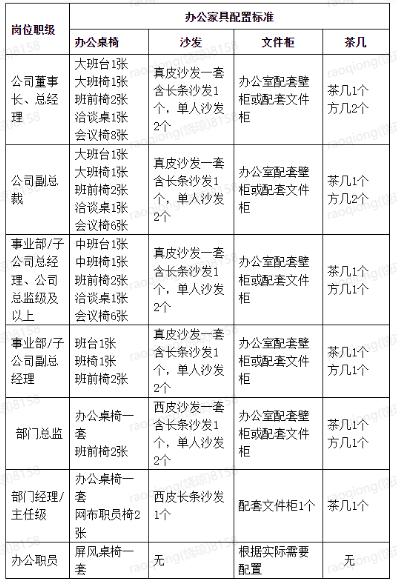 岗位职级
办公家具配置标准
办公桌椅 沙发 文件柜 茶几
公司董事长、总经理
大班台1张
大班椅1张
班前椅2张
洽谈桌1张
会议椅8张
真皮沙发一套
含长条沙发1
个，单人沙发
2个
办公室配套壁
柜或配套文件
柜
茶几1个
方几2个
公司副总
裁
大班台1张
大班椅1张
班前椅2张
洽谈桌1张
会议椅6张
真皮沙发一套
含长条沙发1
个，单人沙发
2个
办公室配套壁
柜或配套文件
柜
茶几1个
方几2个
事业部/子
公司总经
理、公司
总监级及
以上
中班台1张
中班椅1张
班前椅2张
洽谈桌1张
会议椅6张
真皮沙发一套
含长条沙发1
个，单人沙发
2个
办公室配套壁
柜或配套文件
柜
茶几1个
方几1个
事业部/子
公司副总
经理
班台1张
班椅1张
班前椅2张
真皮沙发一套
含长条沙发1
个，单人沙发
2个
办公室配套壁
柜或配套文件
柜
茶几1个
方几1个
部门总监
办公桌椅一
套
班前椅2张
西皮沙发一套
含长条沙发1
个，单人沙发
2个
办公室配套壁
柜或配套文件
柜
茶几1个
方几1个
部门经理/
主任级
办公桌椅一
套
网布职员椅2
张
西皮长条沙发
1个
配套文件柜1个
茶几1个
办公职员
屏风桌椅一
套
无
根据实际需要
配置
无